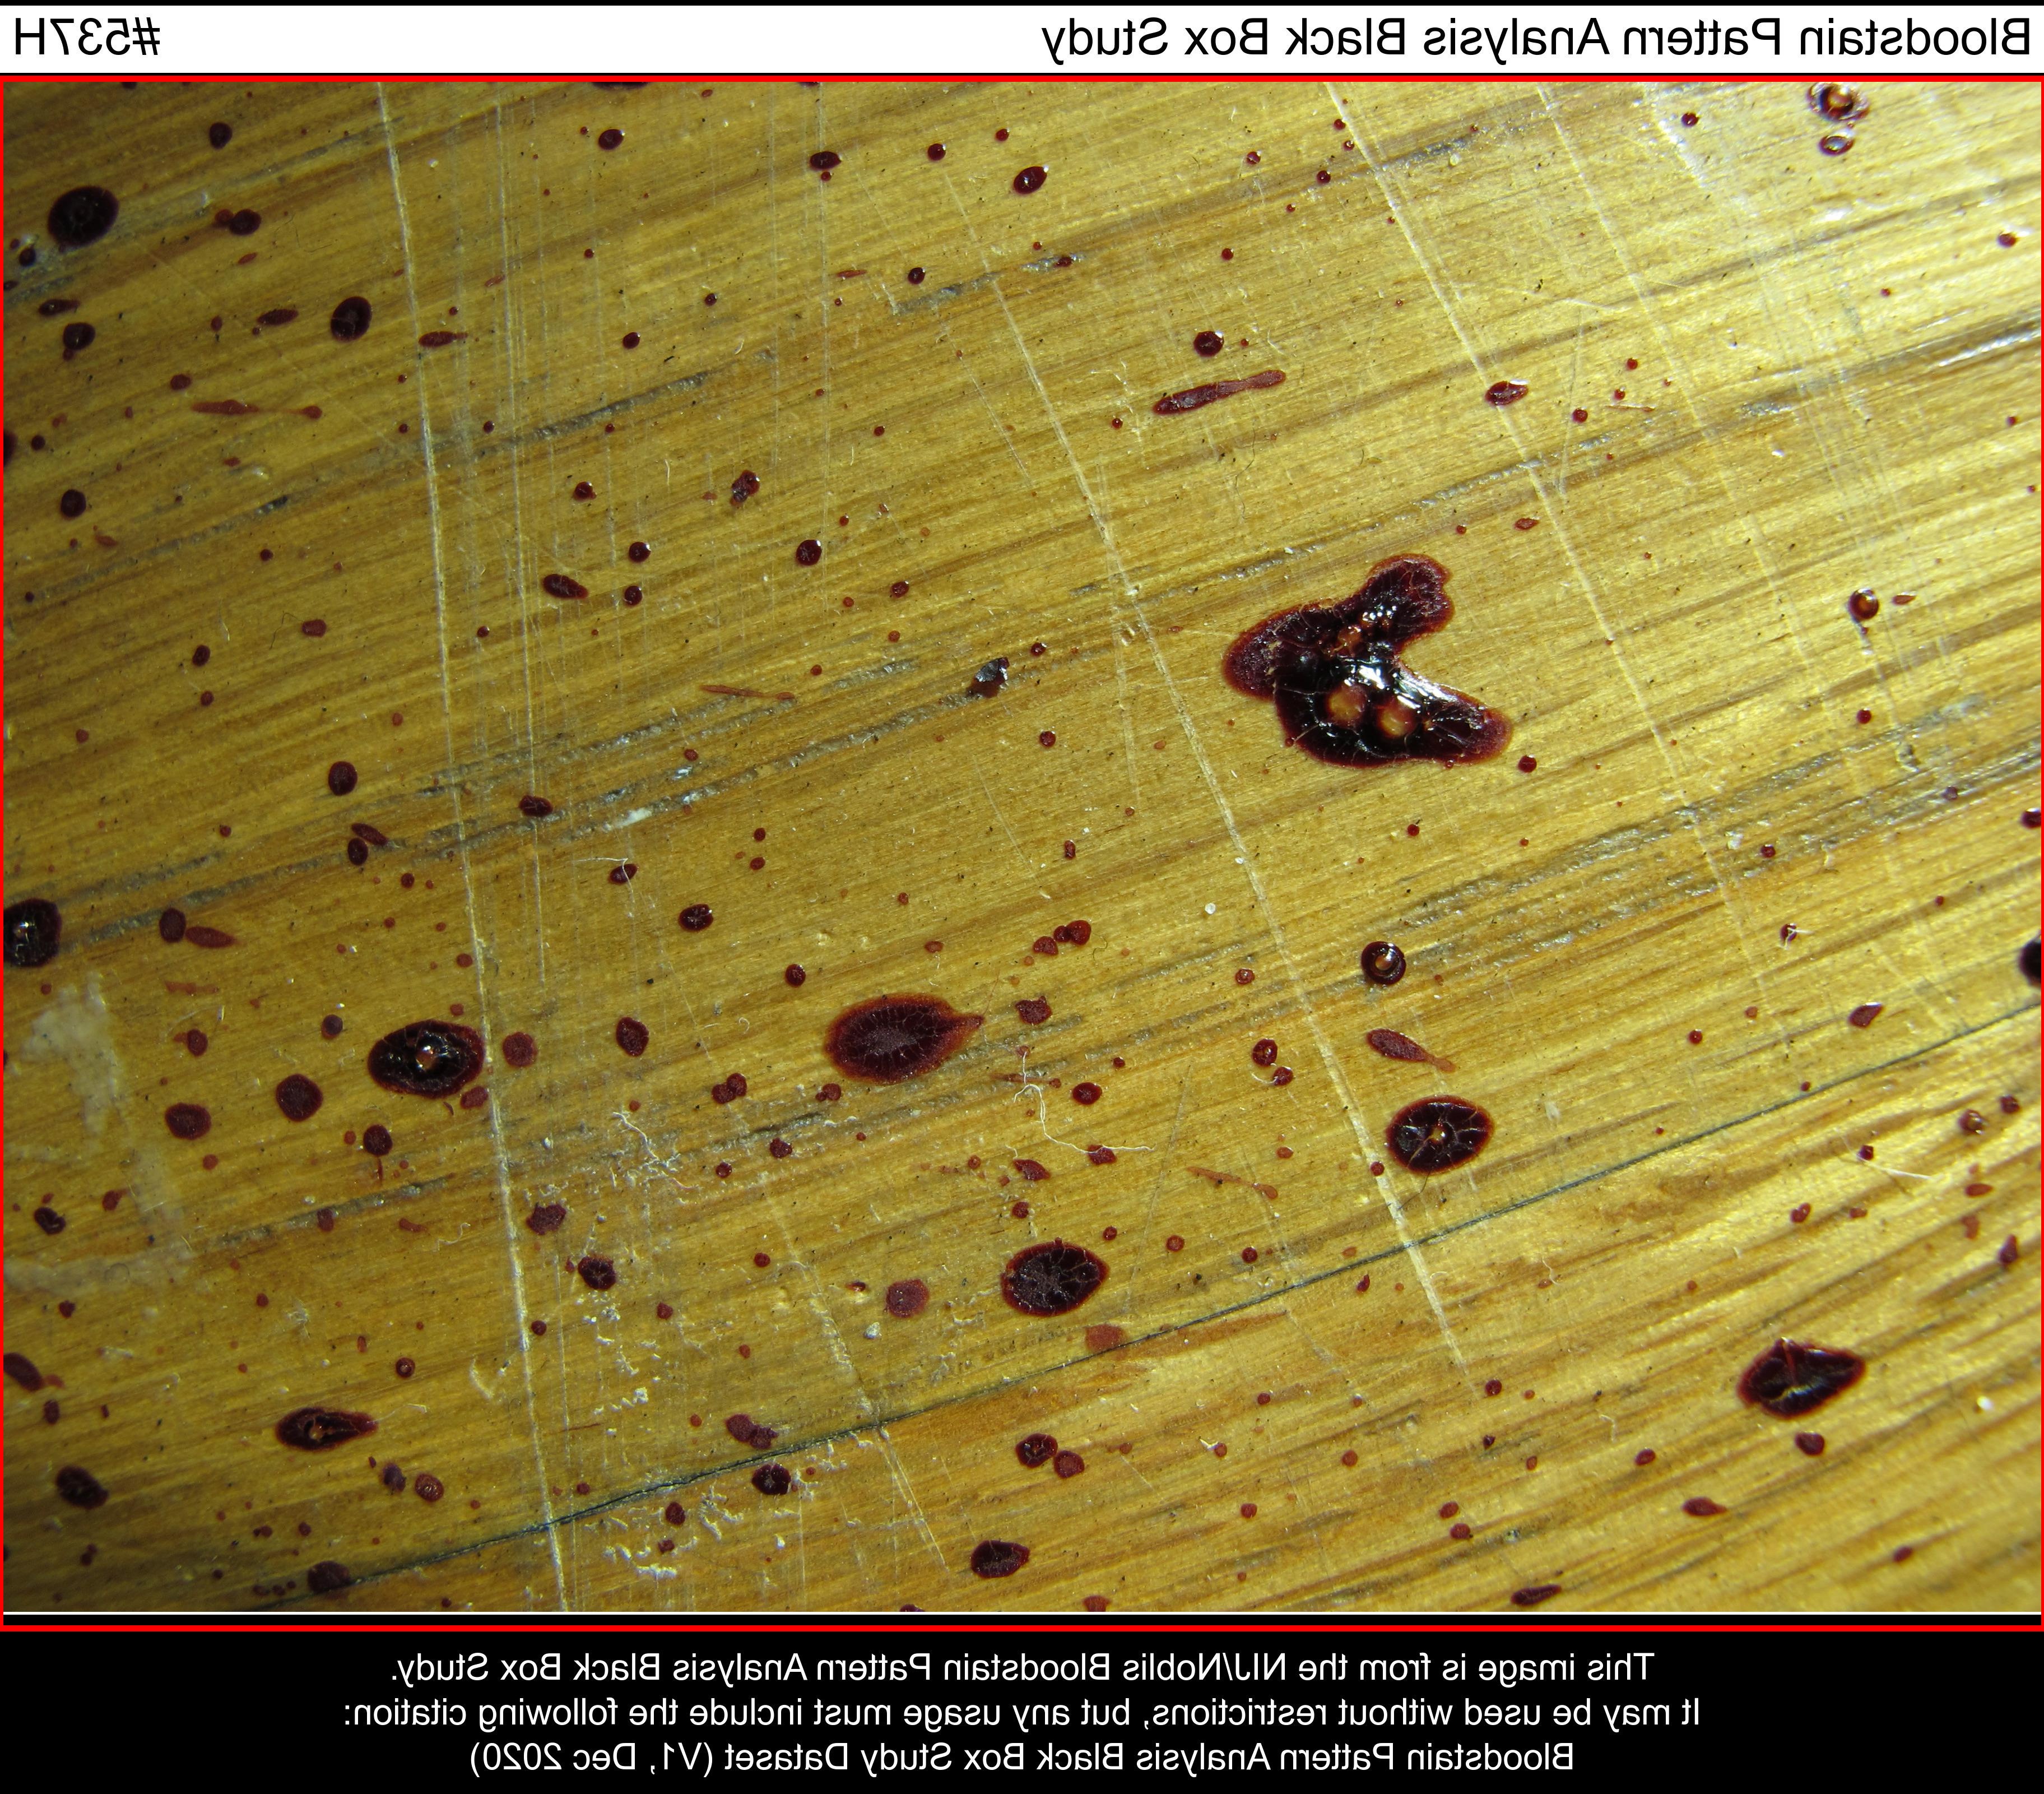 Bloodstain Pattern Analysis Black Box Study #537H
This image is from the NIJ/Noblis Bloodstain Pattern Analysis Black Box Study.
It may be used without restrictions, but any usage must include the following citation:
Bloodstain Pattern Analysis Black Box Study Dataset (V1, Dec 2020)